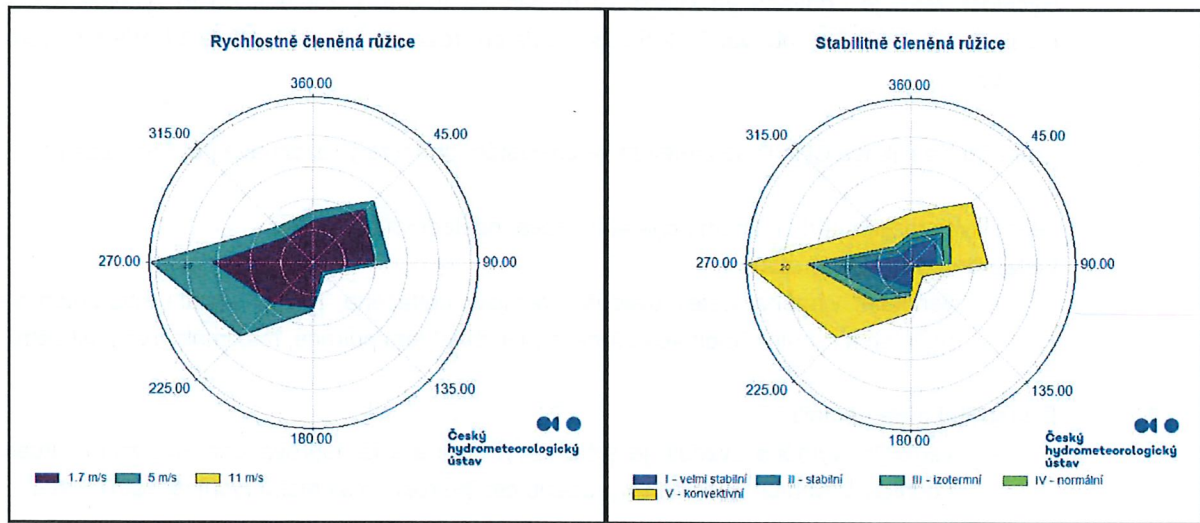 Rychlostně členěná růžice
360.00
315.00
45.00
270.00
20
90.00
225.00
135.00
180.00
Český
hydrometeorologický
ústav
1.7 m/s
5 m/s
11 m/s
Stabilitně členěná růžice
360.00
315.00
45.00
270.00
20
90.00
225.00
135.00
180.00
Český
hydrometeorologický
ústav
I - velmi stabilní
II - stabilní
III - izotermní
IV - normální
V - konvektivní